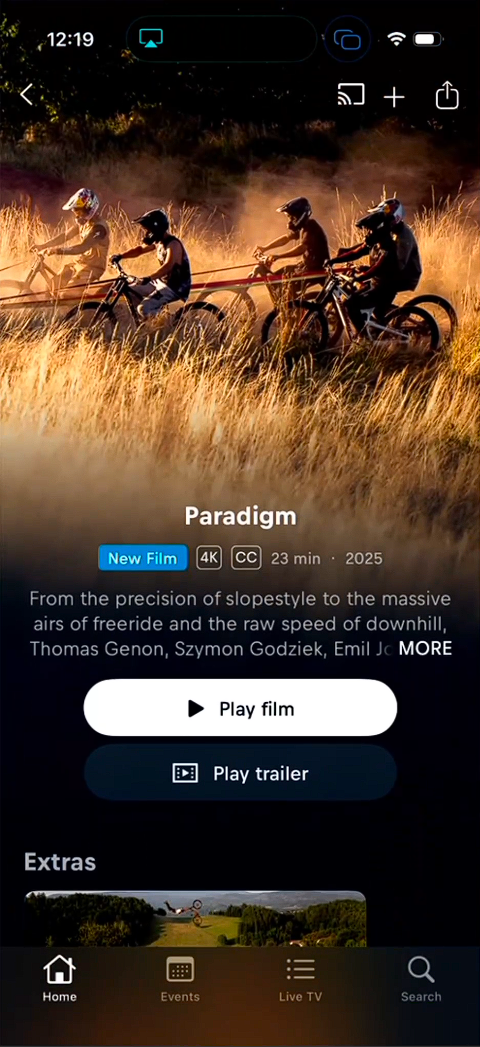 12:19
Paradigm
New Film 4K CC 23 min · 2025
From the precision of slopestyle to the massive
airs of freeride and the raw speed of downhill,
Thomas Genon, Szymon Godziek, Emil MORE
Play film
Play trailer
Extras
Home Events Live TV Search